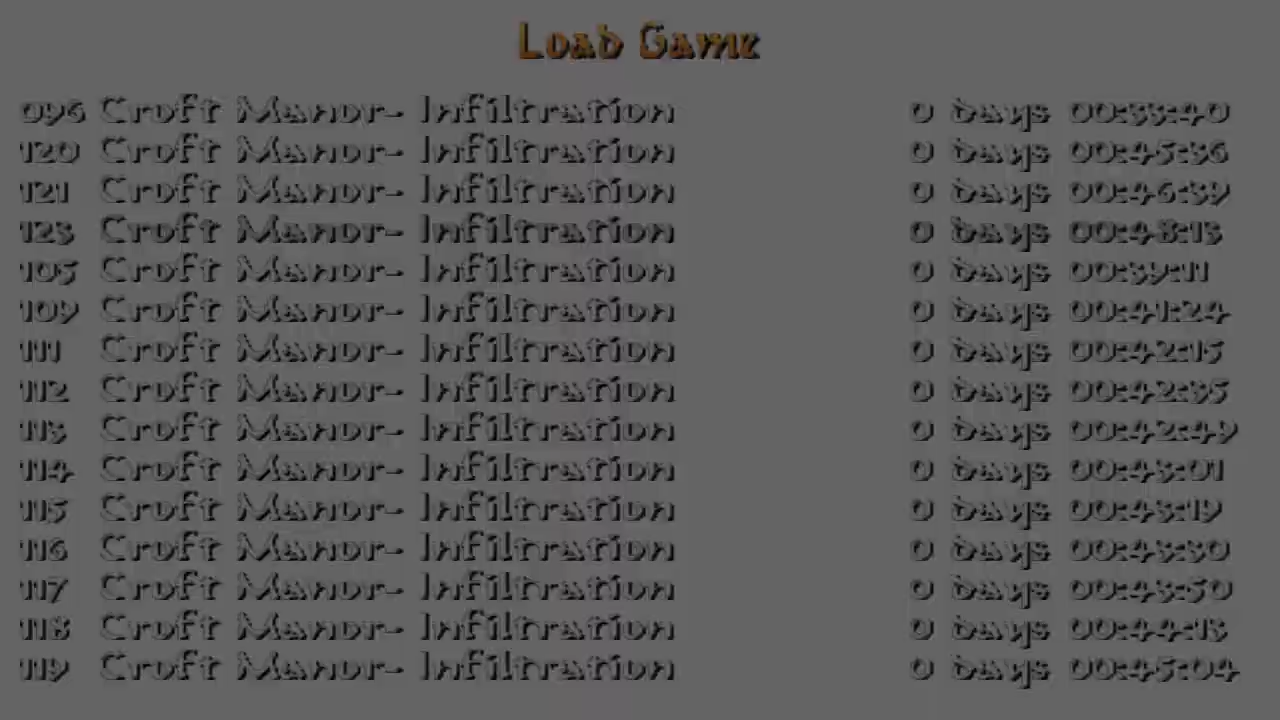 Load Game
096 Croft Manor- Infiltration 0 days 00:33:40
120 Croft Manor- Infiltration 0 days 00:45:36
121 Croft Manor- Infiltration 0 days 00:46:39
123 Croft Manor- Infiltration 0 days 00:48:13
105 Croft Manor- Infiltration 0 days 00:39:11
109 Croft Manor- Infiltration 0 days 00:41:24
111 Croft Manor- Infiltration 0 days 00:42:15
112 Croft Manor- Infiltration 0 days 00:42:35
113 Croft Manor- Infiltration 0 days 00:42:49
114 Croft Manor- Infiltration 0 days 00:43:01
115 Croft Manor- Infiltration 0 days 00:43:19
116 Croft Manor- Infiltration 0 days 00:43:30
117 Croft Manor- Infiltration 0 days 00:43:50
118 Croft Manor- Infiltration 0 days 00:44:13
119 Croft Manor- Infiltration 0 days 00:45:04